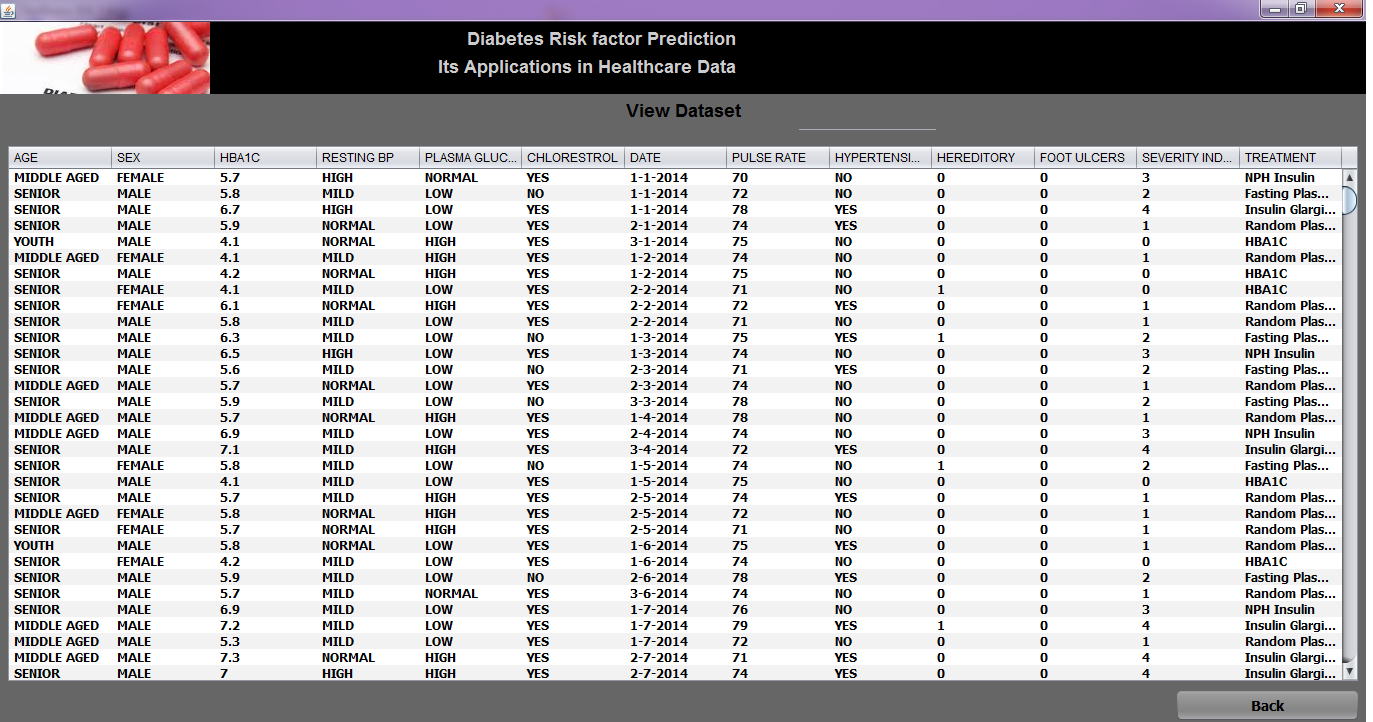 Diabetes Risk factor Prediction
Its Applications in Healthcare Data
View Dataset
AGE SEX HBA1C RESTING BP PLASMA GLUC... CHLORESTROL DATE PULSE RATE HYPERTENSI... HEREDITORY FOOT ULCERS SEVERITY IND... TREATMENT
MIDDLE AGED FEMALE 5.7 HIGH NORMAL YES 1-1-2014 70 NO 0 0 3 NPH Insulin
SENIOR MALE 5.8 MILD LOW NO 1-1-2014 72 NO 0 0 2 Fasting Plas...
SENIOR MALE 6.7 HIGH LOW YES 1-1-2014 78 YES 0 0 4 Insulin Glargi...
SENIOR MALE 5.9 NORMAL LOW YES 2-1-2014 74 YES 0 0 1 Random Plas...
YOUTH MALE 4.1 NORMAL HIGH YES 3-1-2014 75 NO 0 0 0 HBA1C
MIDDLE AGED FEMALE 4.1 MILD HIGH YES 1-2-2014 74 NO 0 0 1 Random Plas...
SENIOR MALE 4.2 NORMAL HIGH YES 1-2-2014 75 NO 0 0 0 HBA1C
SENIOR FEMALE 4.1 MILD LOW YES 2-2-2014 71 NO 1 0 0 HBA1C
SENIOR FEMALE 6.1 NORMAL HIGH YES 2-2-2014 72 YES 0 0 1 Random Plas...
SENIOR MALE 5.8 MILD LOW YES 2-2-2014 71 NO 0 0 1 Random Plas...
SENIOR MALE 6.3 MILD LOW NO 1-3-2014 75 YES 1 0 2 Fasting Plas...
SENIOR MALE 6.5 HIGH LOW YES 1-3-2014 74 NO 0 0 3 NPH Insulin
SENIOR MALE 5.6 MILD LOW NO 2-3-2014 71 YES 0 0 2 Fasting Plas...
MIDDLE AGED MALE 5.7 NORMAL LOW YES 2-3-2014 74 NO 0 0 1 Random Plas...
SENIOR MALE 5.9 MILD LOW NO 3-3-2014 78 NO 0 0 2 Fasting Plas...
MIDDLE AGED MALE 5.7 NORMAL HIGH YES 1-4-2014 78 NO 0 0 1 Random Plas...
MIDDLE AGED MALE 6.9 MILD LOW YES 2-4-2014 74 NO 0 0 3 NPH Insulin
SENIOR MALE 7.1 MILD HIGH YES 3-4-2014 72 YES 0 0 4 Insulin Glargi...
SENIOR FEMALE 5.8 MILD LOW NO 1-5-2014 74 NO 1 0 2 Fasting Plas...
SENIOR MALE 4.1 MILD LOW YES 1-5-2014 75 NO 0 0 0 HBA1C
SENIOR MALE 5.7 MILD HIGH YES 2-5-2014 74 YES 0 0 1 Random Plas...
MIDDLE AGED FEMALE 5.8 NORMAL HIGH YES 2-5-2014 72 NO 0 0 1 Random Plas...
SENIOR FEMALE 5.7 NORMAL HIGH YES 2-5-2014 71 NO 0 0 1 Random Plas...
YOUTH MALE 5.8 NORMAL LOW YES 1-6-2014 75 YES 0 0 1 Random Plas...
SENIOR FEMALE 4.2 MILD LOW YES 1-6-2014 74 NO 0 0 0 HBA1C
SENIOR MALE 5.9 MILD LOW NO 2-6-2014 78 YES 0 0 2 Fasting Plas...
SENIOR MALE 5.7 MILD NORMAL YES 3-6-2014 74 NO 0 0 1 Random Plas...
SENIOR MALE 6.9 MILD LOW YES 1-7-2014 76 NO 0 0 3 NPH Insulin
MIDDLE AGED MALE 7.2 MILD LOW YES 1-7-2014 79 YES 1 0 4 Insulin Glargi...
MIDDLE AGED MALE 5.3 MILD LOW YES 1-7-2014 72 NO 0 0 1 Random Plas...
MIDDLE AGED MALE 7.3 NORMAL HIGH YES 2-7-2014 71 YES 0 0 4 Insulin Glargi...
SENIOR MALE 7 HIGH HIGH YES 2-7-2014 74 YES 0 0 4 Insulin Glargi...
Back